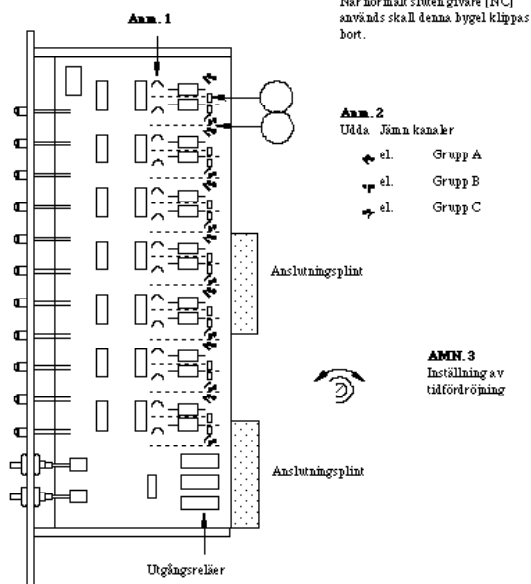 Anm. 1
När normalt sluten givare [NC]
används skall denna bygel klippas
bort.
Anm. 2
Udda Jämn kanaler
el. Grupp A
el. Grupp B
el. Grupp C
Anslutningsplint
AMN. 3
Inställning av
tidfördröjning
Anslutningsplint
Utgångsreläer